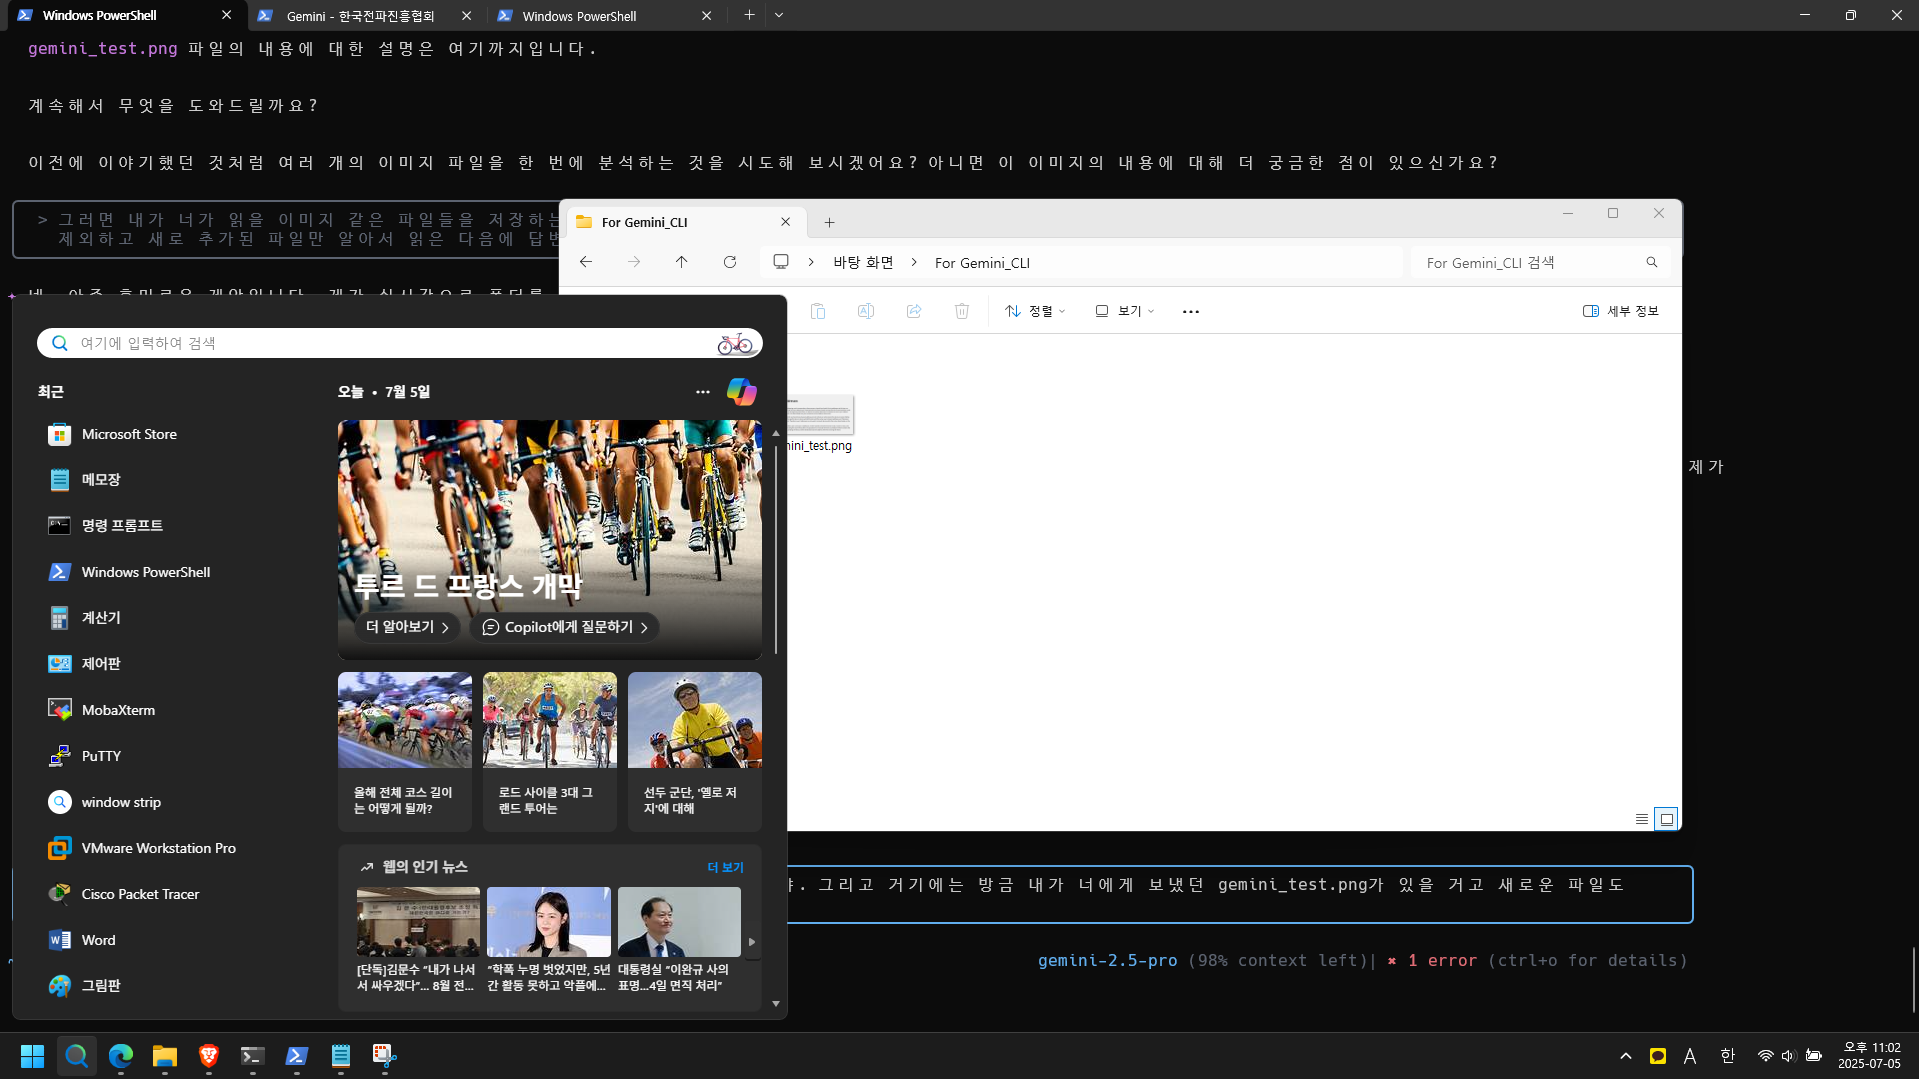 Windows PowerShell
Gemini - 한국전파진흥협회
Windows PowerShell
gemini_test.png 파일의 내용에 대한 설명은 여기까지입니다.
계속해서 무엇을 도와드릴까요?
이전에 이야기했던 것처럼 여러 개의 이미지 파일을 한 번에 분석하는 것을 시도해 보시겠어요? 아니면 이 이미지의 내용에 대해 더 궁금한 점이 있으신가요?
> 그러면 내가 너가 읽을 이미지 같은 파일들을 저장하는
제외하고 새로 추가된 파일만 알아서 읽은 다음에 답변
For Gemini_CLI
바탕 화면 > For Gemini_CLI
For Gemini_CLI 검색
정렬
보기
세부 정보
nini_test.png
제가
여기에 입력하여 검색
최근
Microsoft Store
메모장
명령 프롬프트
Windows PowerShell
계산기
제어판
MobaXterm
PuTTY
window strip
VMware Workstation Pro
Cisco Packet Tracer
Word
그림판
오늘 • 7월 5일
투르 드 프랑스 개막
더 알아보기
Copilot에게 질문하기
올해 전체 코스 길이
는 어떻게 될까?
로드 사이클 3대 그
랜드 투어는
선두 군단, '옐로 저
지'에 대해
웹의 인기 뉴스
더 보기
[단독]김문수 “내가 나서
서 싸우겠다”... 8월 전...
“학폭 누명 벗었지만, 5년
간 활동 못하고 악플에...
대통령실 “이완규 사의
표명...4일 면직 처리”
. 그리고 거기에는 방금 내가 너에게 보냈던 gemini_test.png가 있을 거고 새로운 파일도
gemini-2.5-pro (98% context left)| ✖ 1 error (ctrl+o for details)
A
한
오후 11:02
2025-07-05